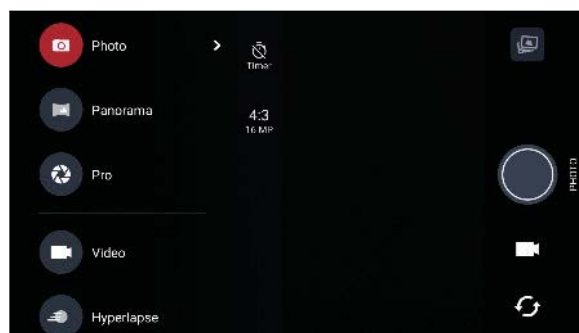 Photo
Timer
Panorama
4:3
16 MP
Pro
PHOTO
Video
Hyperlapse